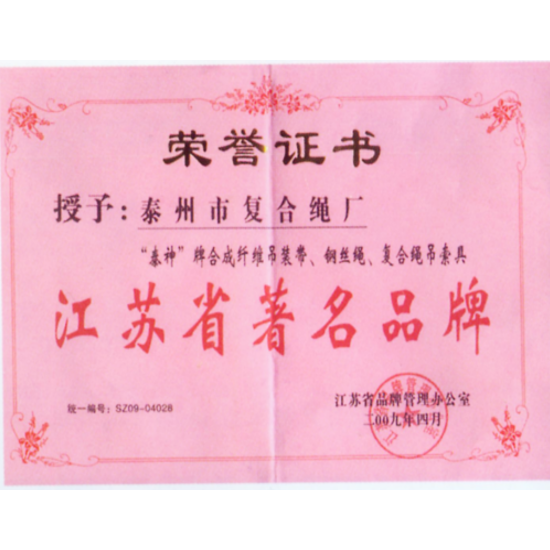 荣誉证书
授予：泰州市复合绳厂
“泰神”牌合成纤维吊装带、钢丝绳、复合绳吊索具
江苏省著名品牌
江苏省品牌管理办公室
统一编号：SZ09-04028
二00九年四月